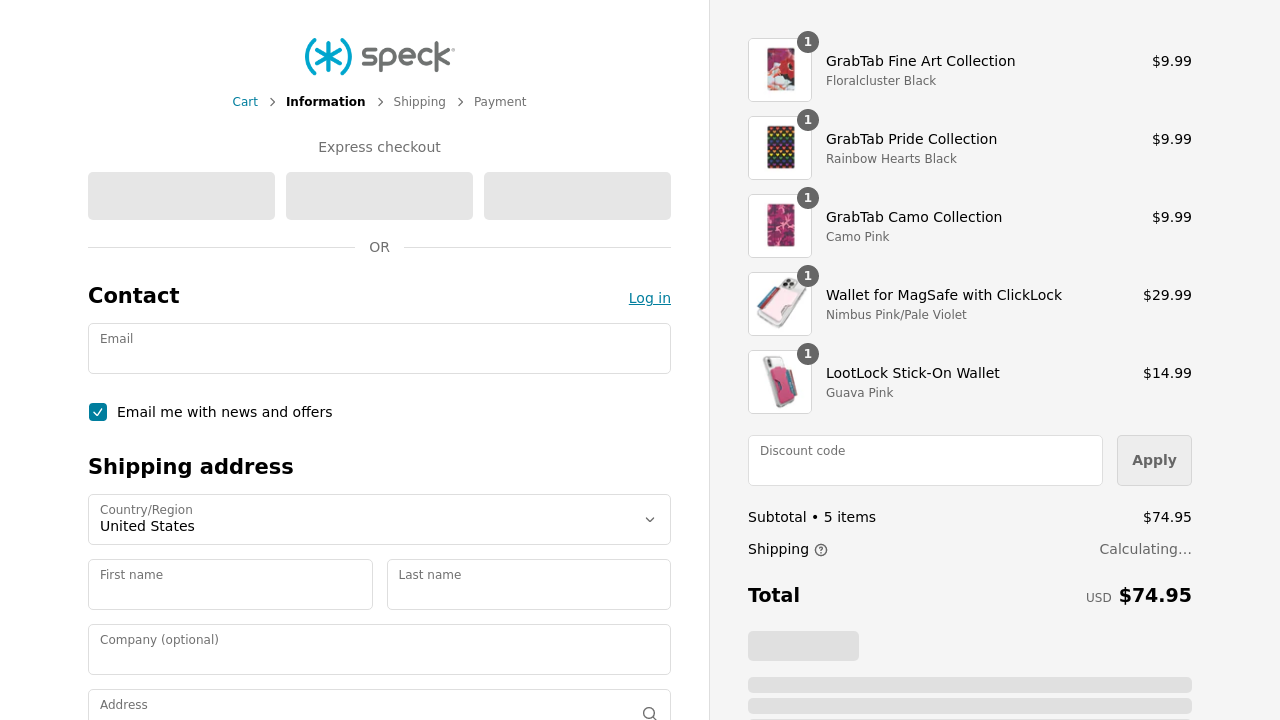 speck
Cart > Information > Shipping > Payment
Express checkout
OR
Contact
Log in
Email
Email me with news and offers
Shipping address
Country/Region
United States
First name
Last name
Company (optional)
Address
1
GrabTab Fine Art Collection
$9.99
Floralcluster Black
1
GrabTab Pride Collection
$9.99
Rainbow Hearts Black
1
GrabTab Camo Collection
$9.99
Camo Pink
1
Wallet for MagSafe with ClickLock
$29.99
Nimbus Pink/Pale Violet
1
LootLock Stick-On Wallet
$14.99
Guava Pink
Discount code
Apply
Subtotal • 5 items
$74.95
Shipping
Calculating...
Total
USD $74.95